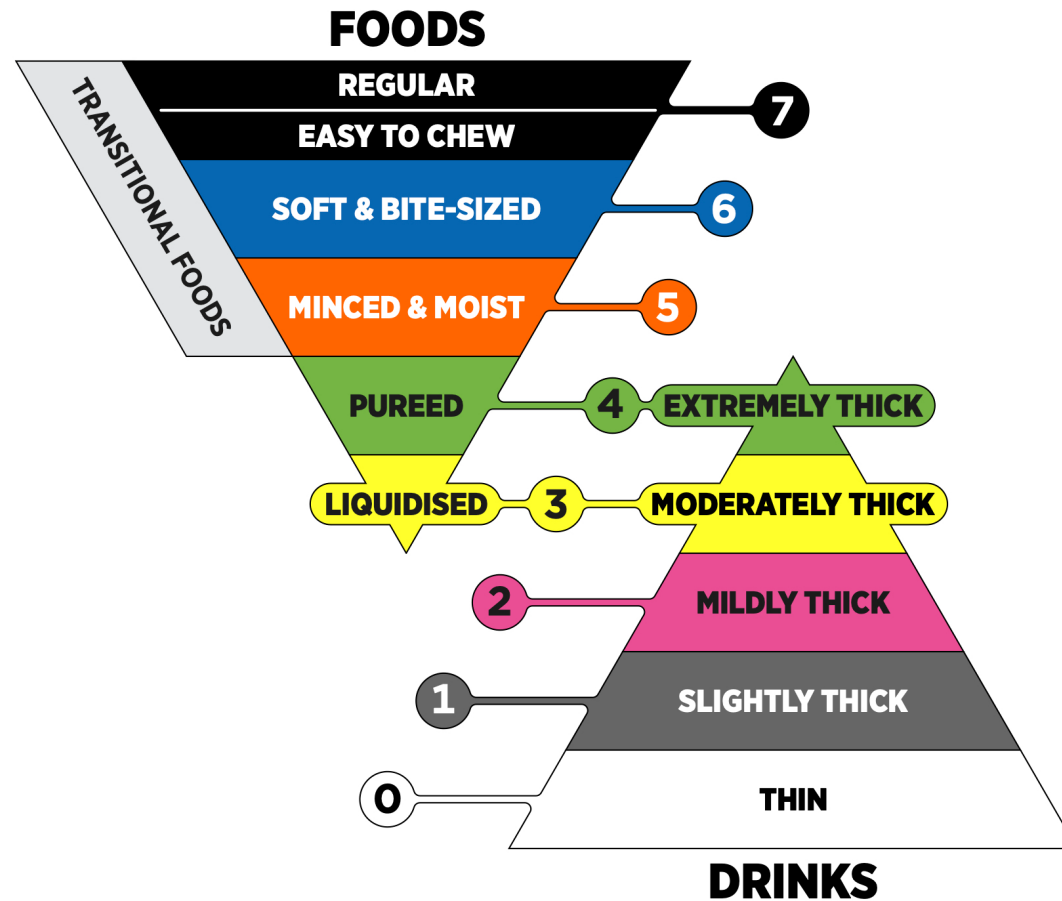 FOODS
REGULAR
7
EASY TO CHEW
TRANSITIONAL FOODS
SOFT & BITE-SIZED
6
MINCED & MOIST
5
PUREED
4
EXTREMELY THICK
LIQUIDISED
3
MODERATELY THICK
2
MILDLY THICK
1
SLIGHTLY THICK
0
THIN
DRINKS